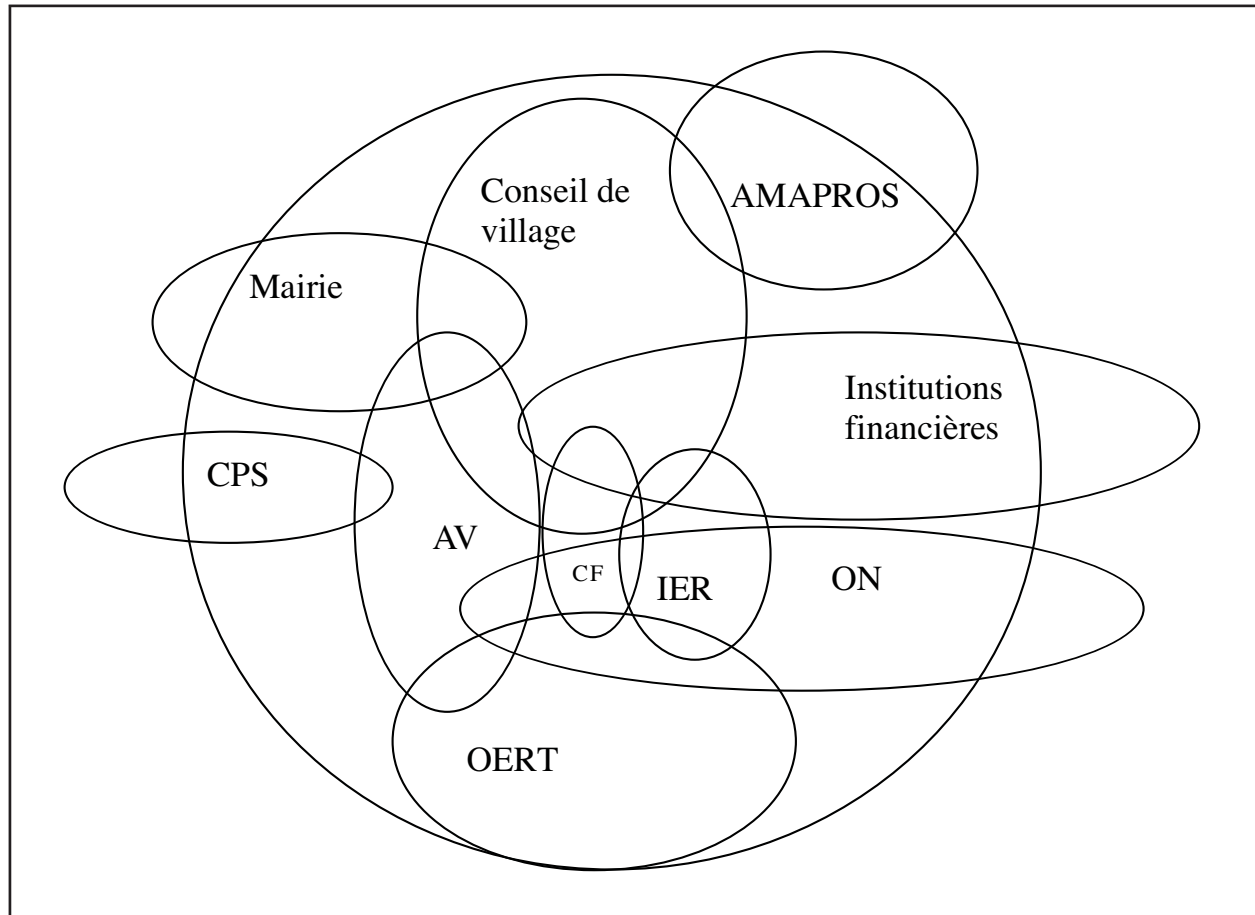 Conseil de
village
AMAPROS
Mairie
Institutions
financières
CPS
AV
CF
IER
ON
OERT